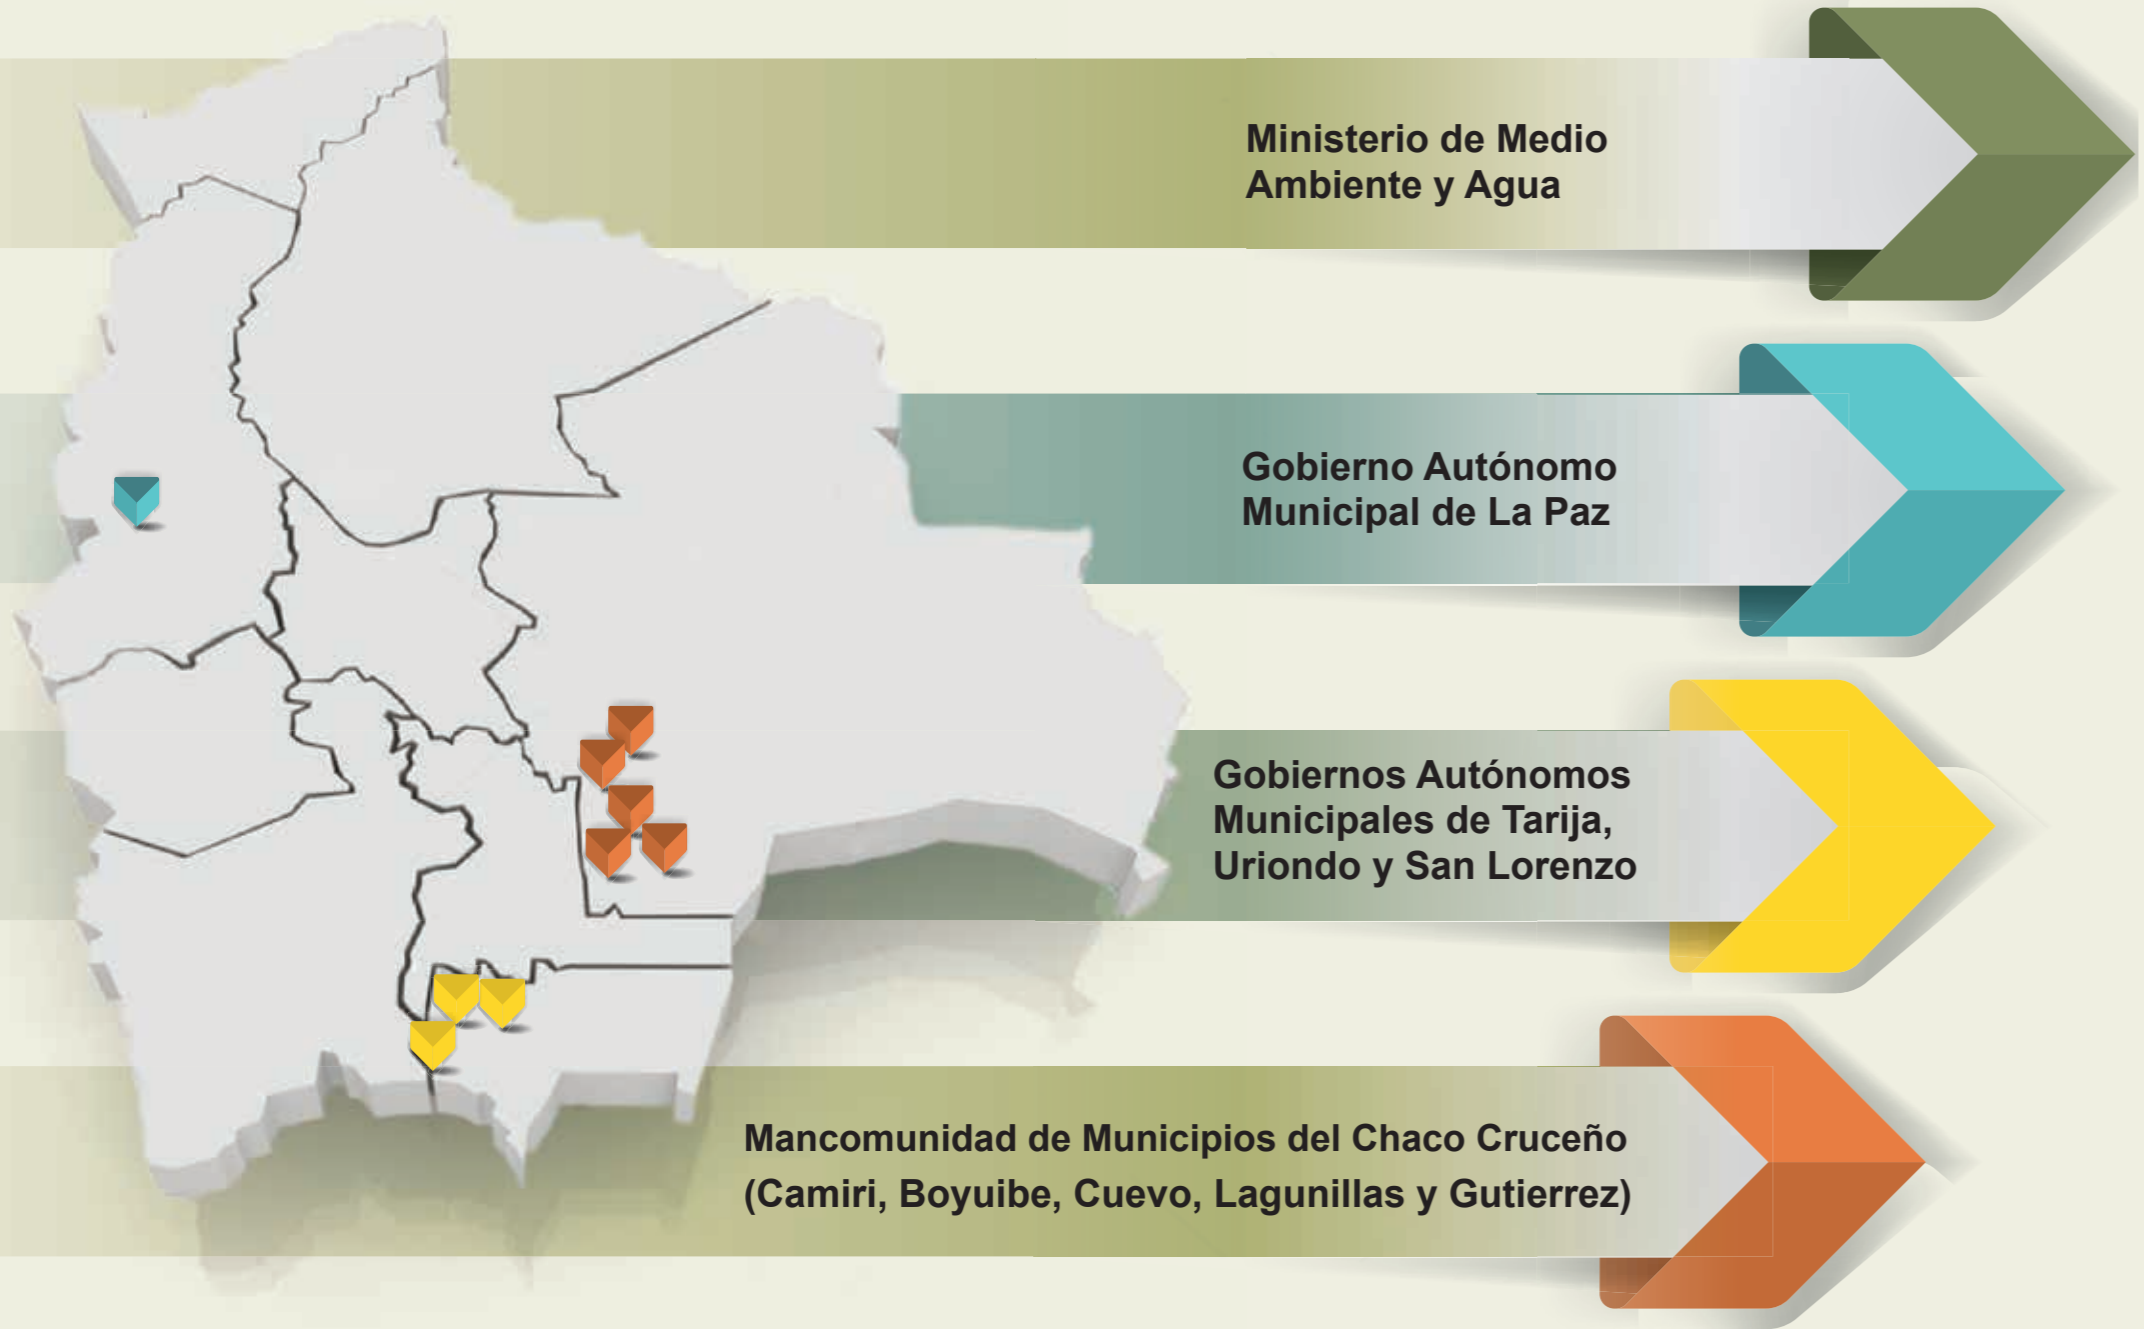 Ministerio de Medio
Ambiente y Agua
Gobierno Autónomo
Municipal de La Paz
Gobiernos Autónomos
Municipales de Tarija,
Uriondo y San Lorenzo
Mancomunidad de Municipios del Chaco Cruceño
(Camiri, Boyuibe, Cuevo, Lagunillas y Gutierrez)